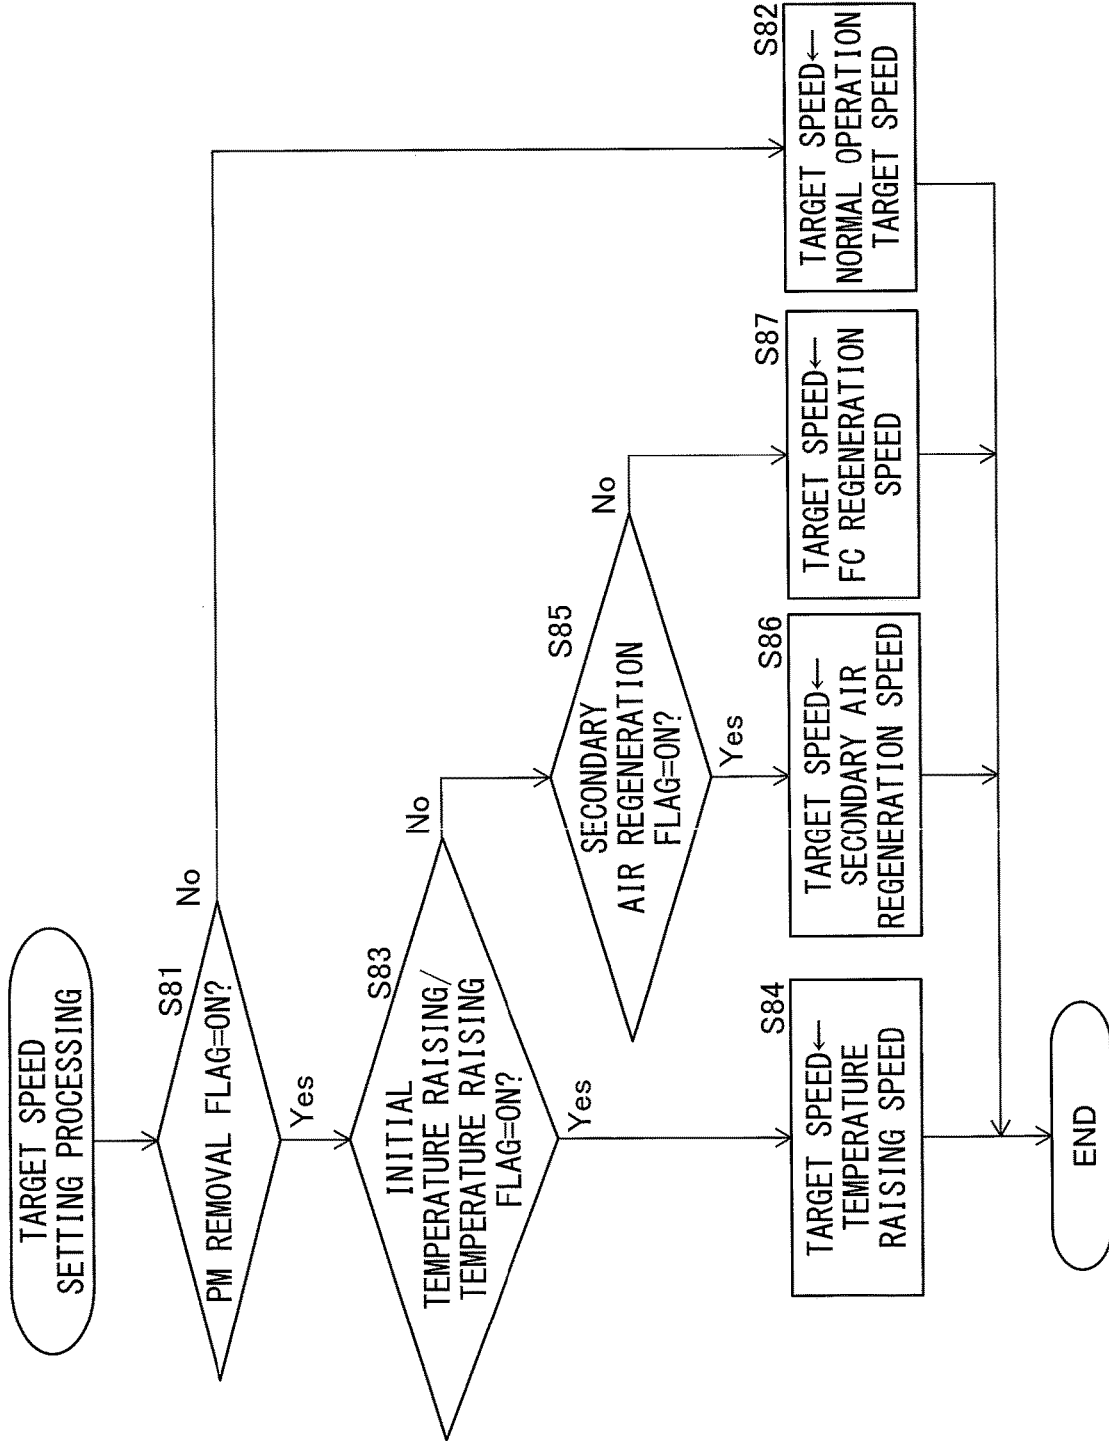 TARGET SPEED
SETTING PROCESSING
S81
PM REMOVAL FLAG=ON?
No
Yes
S83
INITIAL
TEMPERATURE RAISING/
TEMPERATURE RAISING
FLAG=ON?
No
Yes
S85
SECONDARY
AIR REGENERATION
FLAG=ON?
No
Yes
S84
TARGET SPEED←
TEMPERATURE
RAISING SPEED
S86
TARGET SPEED←
SECONDARY AIR
REGENERATION SPEED
S87
TARGET SPEED←
FC REGENERATION
SPEED
S82
TARGET SPEED←
NORMAL OPERATION
TARGET SPEED
END